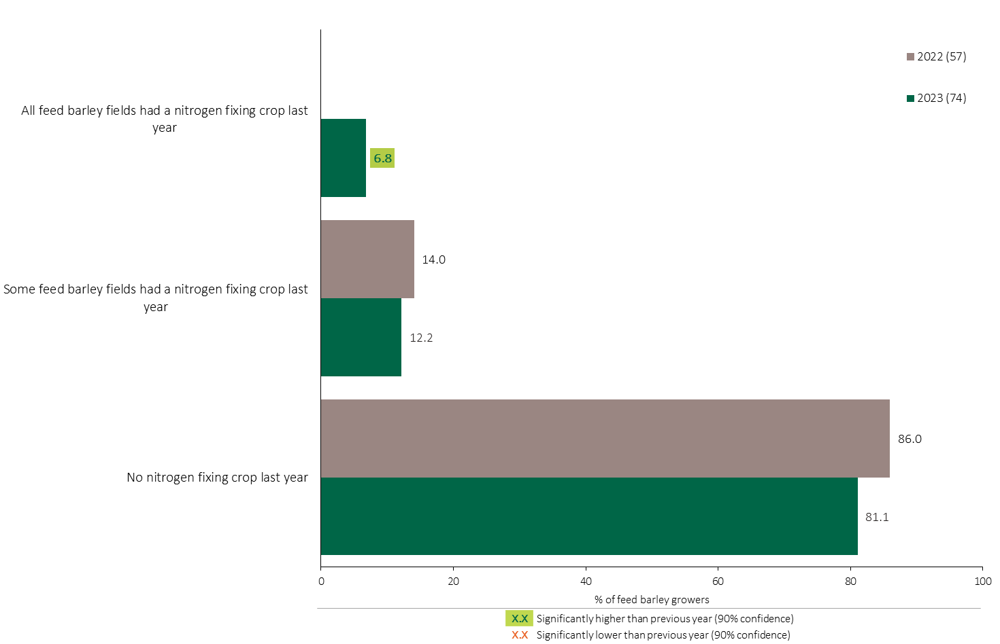 2022 (57)
2023 (74)
All feed barley fields had a nitrogen fixing crop last
year
6.8
14.0
Some feed barley fields had a nitrogen fixing crop last
year
12.2
86.0
No nitrogen fixing crop last year
81.1
0 20 40 60 80 100
% of feed barley growers
X.X Significantly higher than previous year (90% confidence)
X.X Significantly lower than previous year (90% confidence)